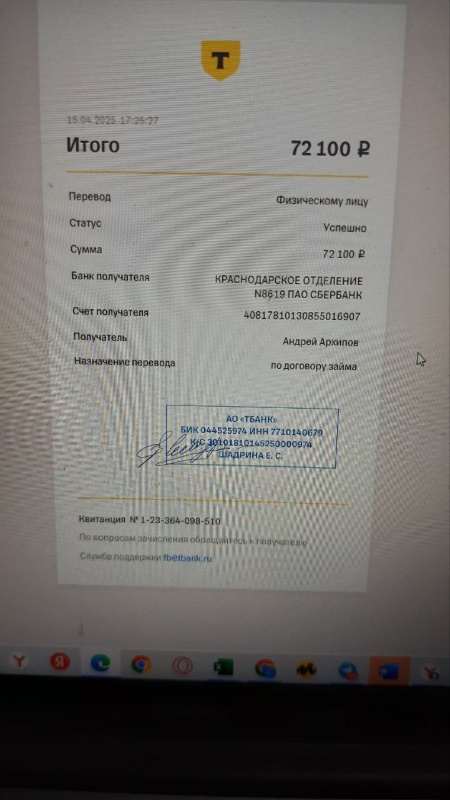 T
15.04.2025 17:25:27
Итого 72 100 ₽
Перевод Физическому лицу
Статус Успешно
Сумма 72 100 ₽
Банк получателя КРАСНОДАРСКОЕ ОТДЕЛЕНИЕ
N8619 ПАО СБЕРБАНК
Счет получателя 40817810130855016907
Получатель Андрей Архипов
Назначение перевода по договору займа
АО «ТБАНК»
БИК 044525974 ИНН 7710140679
К/С 30101810145250000974
ШАДРИНА Е. С.
Квитанция № 1-23-364-098-510
По вопросам зачисления обращайтесь к получателю
Служба поддержки fb@tbank.ru